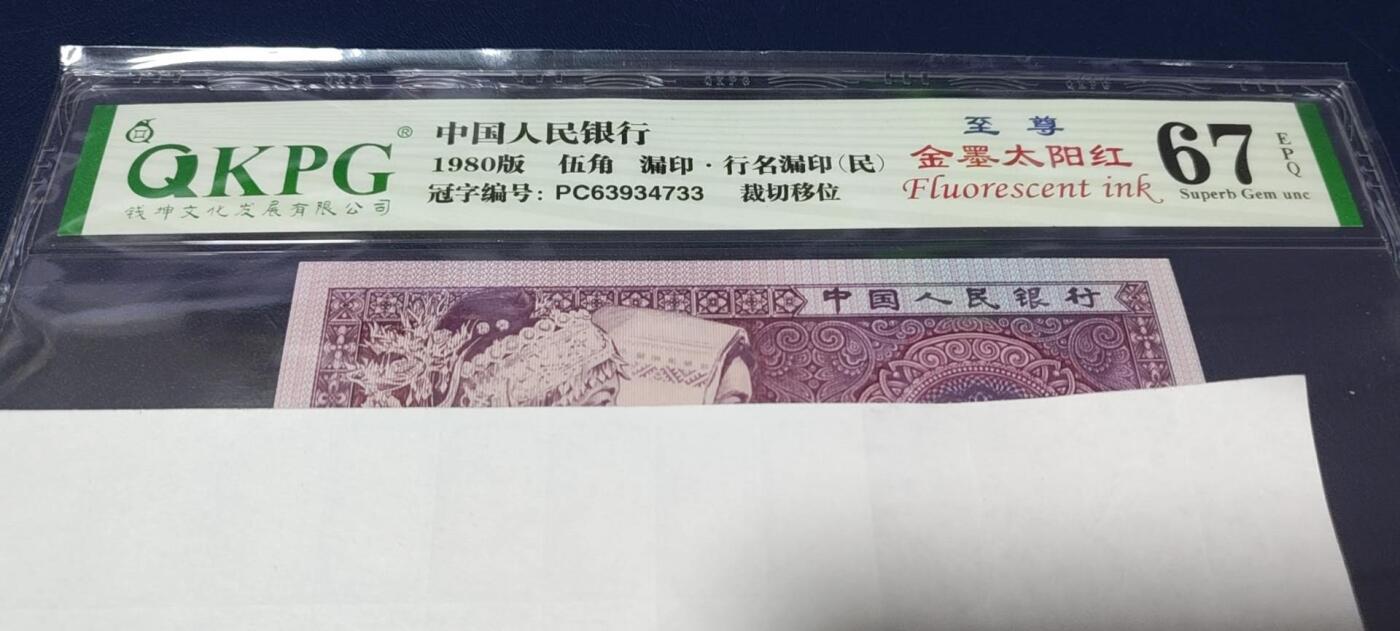 QKPG®
钱坤文化发展有限公司
中国人民银行
1980版 伍角 漏印·行名漏印(民)
冠字编号: PC63934733 裁切移位
至尊
金墨太阳红
Fluorescent ink
67
EPQ
Superb Gem unc
中国人民银行